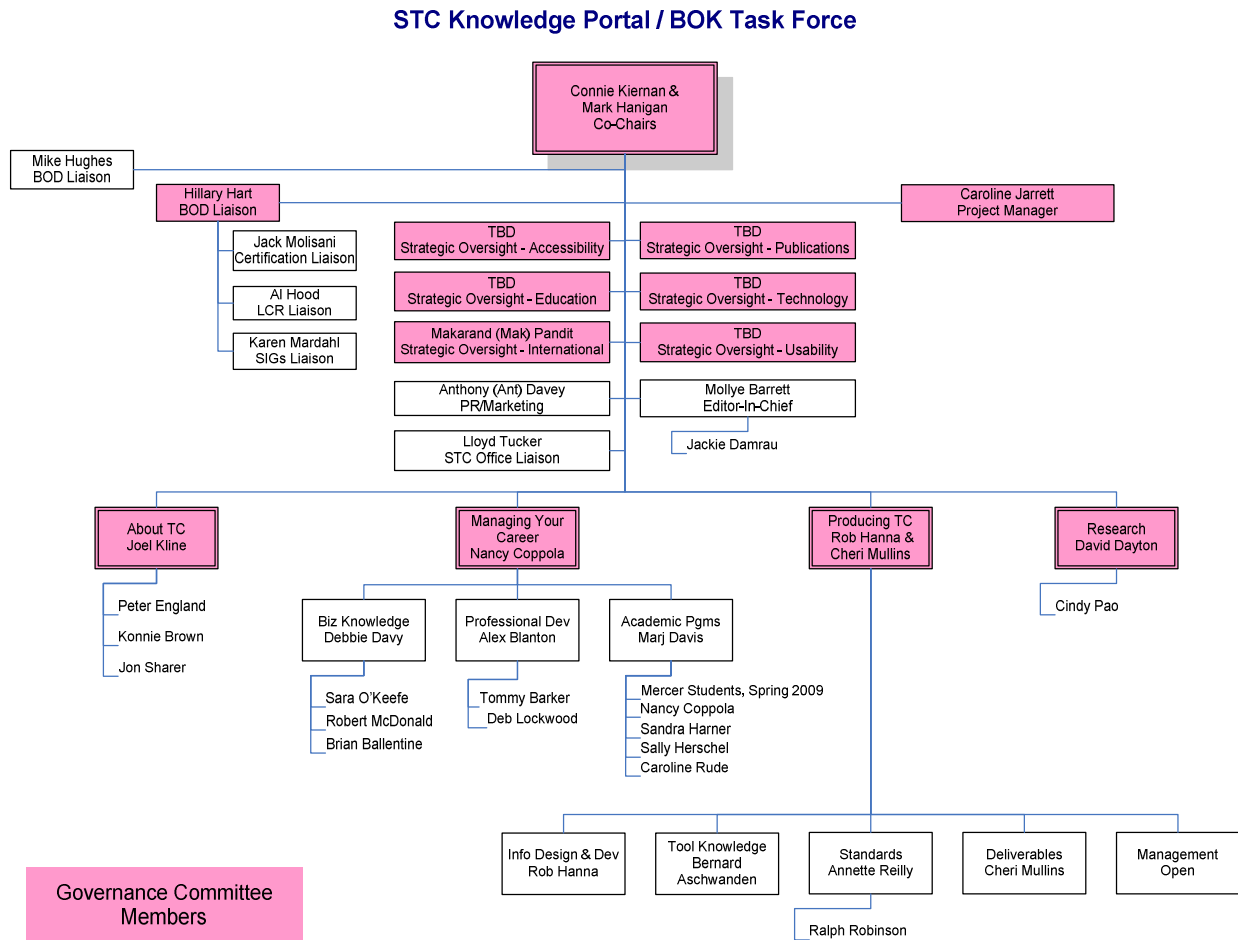 STC Knowledge Portal / BOK Task Force
Connie Kiernan &
Mark Hanigan
Co-Chairs
Mike Hughes
BOD Liaison
Hillary Hart
BOD Liaison
Caroline Jarrett
Project Manager
Jack Molisani
Certification Liaison
Al Hood
LCR Liaison
Karen Mardahl
SIGs Liaison
TBD
Strategic Oversight - Accessibility
TBD
Strategic Oversight - Publications
TBD
Strategic Oversight - Education
TBD
Strategic Oversight - Technology
Makarand (Mak) Pandit
Strategic Oversight - International
TBD
Strategic Oversight - Usability
Anthony (Ant) Davey
PR/Marketing
Mollye Barrett
Editor-In-Chief
Jackie Damrau
Lloyd Tucker
STC Office Liaison
About TC
Joel Kline
Peter England
Konnie Brown
Jon Sharer
Managing Your
Career
Nancy Coppola
Biz Knowledge
Debbie Davy
Sara O'Keefe
Robert McDonald
Brian Ballentine
Professional Dev
Alex Blanton
Tommy Barker
Deb Lockwood
Academic Pgms
Marj Davis
Mercer Students, Spring 2009
Nancy Coppola
Sandra Harner
Sally Herschel
Caroline Rude
Producing TC
Rob Hanna &
Cheri Mullins
Research
David Dayton
Cindy Pao
Info Design & Dev
Rob Hanna
Tool Knowledge
Bernard
Aschwanden
Standards
Annette Reilly
Ralph Robinson
Deliverables
Cheri Mullins
Management
Open
Governance Committee
Members